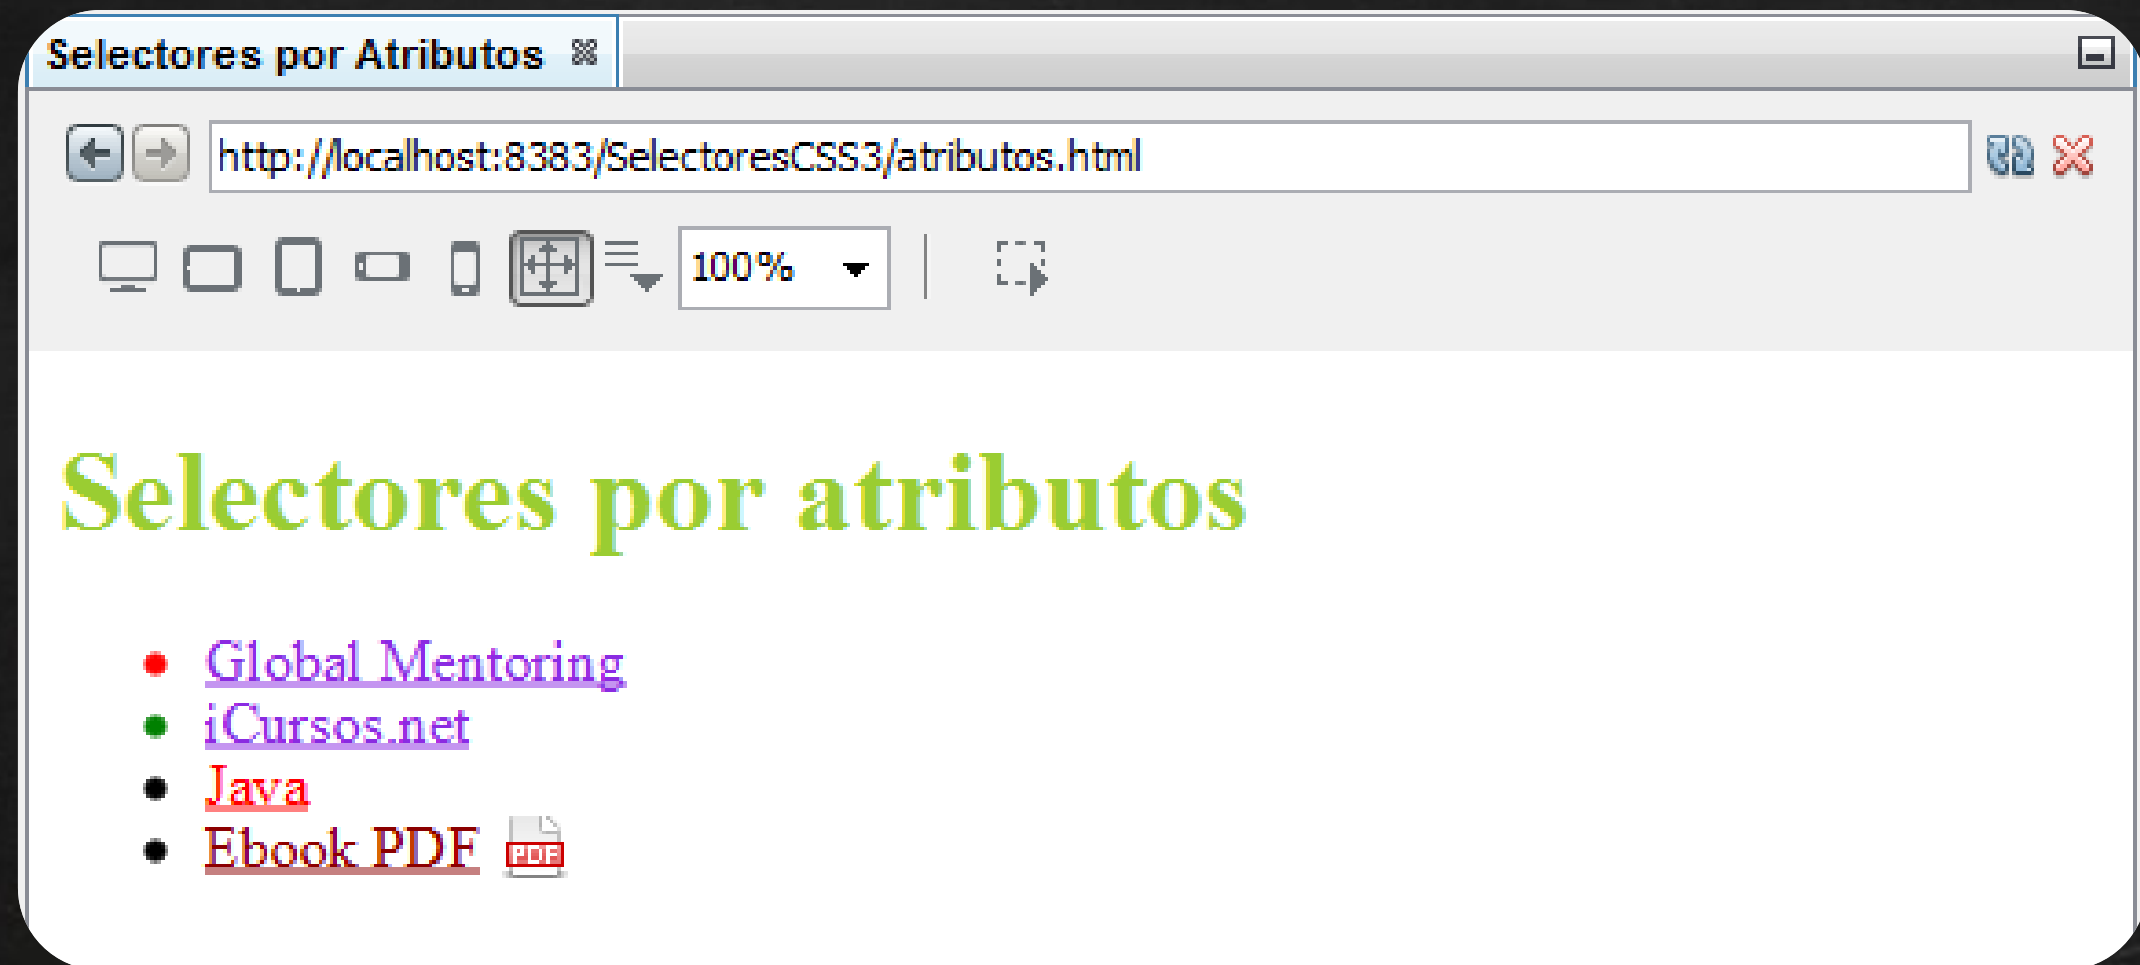 Selectores por Atributos
http://localhost:8383/SelectoresCSS3/atributos.html
100%
Selectores por atributos
Global Mentoring
iCursos.net
Java
Ebook PDF PDF